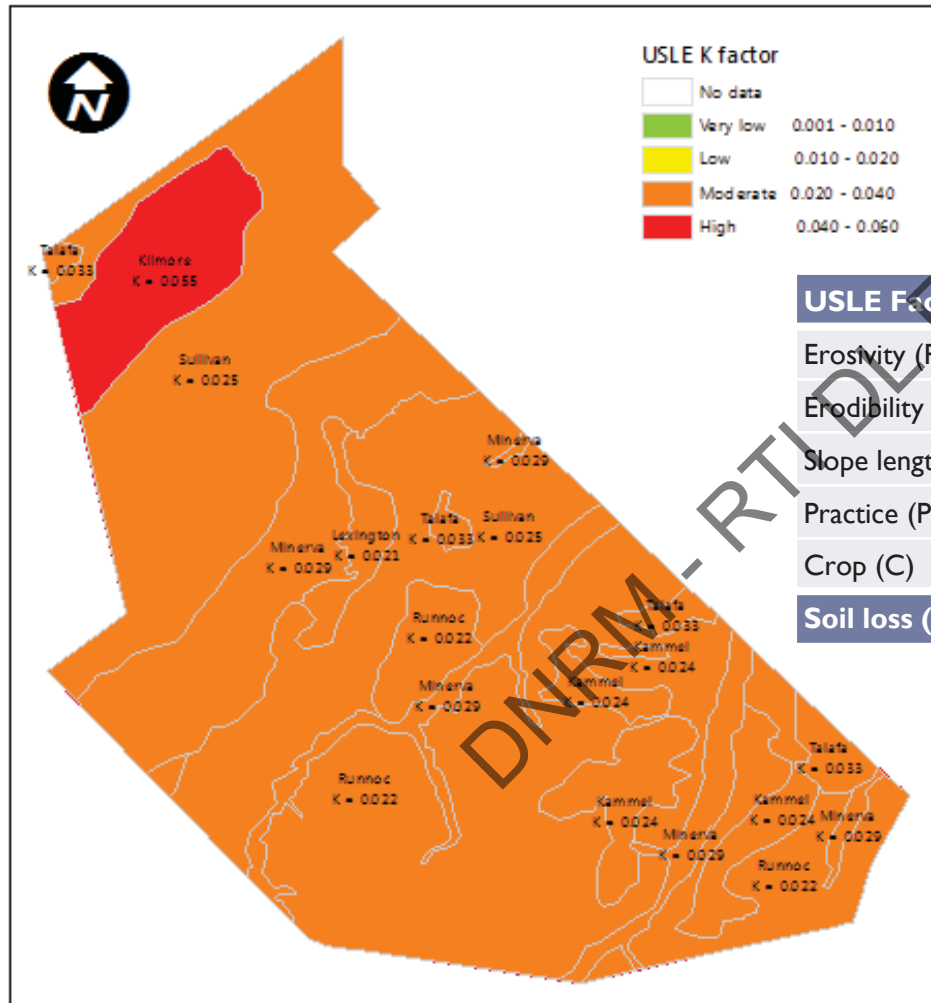 N
USLE K factor
No data
Very low 0.001 - 0.010
Low 0.010 - 0.020
Moderate 0.020 - 0.040
High 0.040 - 0.060
Talafa
K = 0.033
Kilmore
K = 0.055
Sullivan
K = 0.025
Minerva
K = 0.029
Lexington
K = 0.021
Talafa
K = 0.033
Sullivan
K = 0.025
Minerva
K = 0.029
Runnoc
K = 0.022
Talafa
K = 0.033
Kammel
K = 0.024
Kammel
K = 0.024
Minerva
K = 0.029
Runnoc
K = 0.022
Talafa
K = 0.033
Kammel
K = 0.024
Kammel
K = 0.024
Minerva
K = 0.029
Minerva
K = 0.029
Runnoc
K = 0.022
USLE Fac
Erosivity (R
Erodibility
Slope lengt
Practice (P
Crop (C)
Soil loss (
DNRM - RTI DL